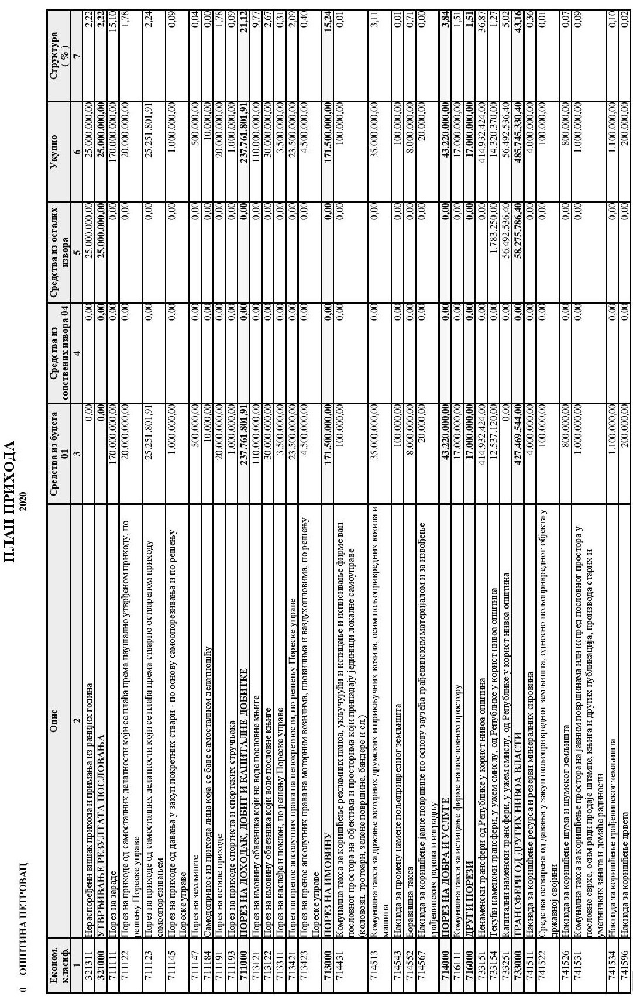 ПЛАН ПРИХОДА
2020
0 ОПШТИНА ПЕТРОВАЦ
Економ. класиф. Опис Средства из буџета 01 Средства из сопствених извора 04 Средства из осталих извора Укупно Структура ( % )
1 2 3 4 5 6 7
321311 Нераспоређени вишак прихода и примања из ранијих година 0,00 0,00 25.000.000,00 25.000.000,00 2,22
321000 УТВРЂИВАЊЕ РЕЗУЛТАТА ПОСЛОВАЊА 0,00 0,00 25.000.000,00 25.000.000,00 2,22
711111 Порез на зараде 170.000.000,00 0,00 0,00 170.000.000,00 15,10
711122 Порез на приходе од самосталних делатности који се плаћа према паушално утврђеном приходу, по 20.000.000,00 0,00 0,00 20.000.000,00 1,78
решењу Пореске управе
711123 Порез на приходе од самосталних делатности који се плаћа према стварно оствареном приходу 25.251.801,91 0,00 0,00 25.251.801,91 2,24
самоопорезивањем
711145 Порез на приходе од давања у закуп покретних ствари - по основу самоопорезивања и по решењу 1.000.000,00 0,00 0,00 1.000.000,00 0,09
Пореске управе
711147 Порез на земљиште 500.000,00 0,00 0,00 500.000,00 0,04
711184 Самодопринос из прихода лица која се баве самосталном делатношћу 10.000,00 0,00 0,00 10.000,00 0,00
711191 Порез на остале приходе 20.000.000,00 0,00 0,00 20.000.000,00 1,78
711193 Порез на приходе спортиста и спортских стручњака 1.000.000,00 0,00 0,00 1.000.000,00 0,09
711000 ПОРЕЗ НА ДОХОДАК, ДОБИТ И КАПИТАЛНЕ ДОБИТКЕ 237.761.801,91 0,00 0,00 237.761.801,91 21,12
713121 Порез на имовину обвезника који не воде пословне књиге 110.000.000,00 0,00 0,00 110.000.000,00 9,77
713122 Порез на имовину обвезника који воде пословне књиге 30.000.000,00 0,00 0,00 30.000.000,00 2,67
713311 Порез на наслеђе и поклон, по решењу Пореске управе 3.500.000,00 0,00 0,00 3.500.000,00 0,31
713421 Порез на пренос апсолутних права на непокретности, по решењу Пореске управе 23.500.000,00 0,00 0,00 23.500.000,00 2,09
713423 Порез на пренос апсолутних права на моторним возилима, пловилима и ваздухопловима, по решењу 4.500.000,00 0,00 0,00 4.500.000,00 0,40
Пореске управе
713000 ПОРЕЗ НА ИМОВИНУ 171.500.000,00 0,00 0,00 171.500.000,00 15,24
714431 Комунална такса за коришћење рекламних паноа, укључујући и истицање и исписивање фирме ван 100.000,00 0,00 0,00 100.000,00 0,01
пословног простора на објектима и просторима који припадају јединици локалне самоуправе
(коловози, тротоари, зелене површине, бандере и сл.)
714513 Комунална такса за држање моторних друмских и прикључних возила, осим пољопривредних возила и 35.000.000,00 0,00 0,00 35.000.000,00 3,11
машина
714543 Накнада за промену намене пољопривредног земљишта 100.000,00 0,00 0,00 100.000,00 0,01
714552 Боравишна такса 8.000.000,00 0,00 0,00 8.000.000,00 0,71
714567 Накнада за коришћење јавне површине по основу заузећа грађевинским материјалом и за извођење 20.000,00 0,00 0,00 20.000,00 0,00
грађевинских радова и изградњу
714000 ПОРЕЗ НА ДОБРА И УСЛУГЕ 43.220.000,00 0,00 0,00 43.220.000,00 3,84
716111 Комунална такса за истицање фирме на пословном простору 17.000.000,00 0,00 0,00 17.000.000,00 1,51
716000 ДРУГИ ПОРЕЗИ 17.000.000,00 0,00 0,00 17.000.000,00 1,51
733151 Ненаменски трансфери од Републике у корист нивоа општина 414.932.424,00 0,00 0,00 414.932.424,00 36,87
733154 Текући наменски трансфери, у ужем смислу, од Републике у корист нивоа општина 12.537.120,00 0,00 1.783.250,00 14.320.370,00 1,27
733251 Капитални наменски трансфери, у ужем смислу, од Републике у корист нивоа општина 0,00 0,00 56.492.536,40 56.492.536,40 5,02
733000 ТРАНСФЕРИ ОД ДРУГИХ НИВОА ВЛАСТИ 427.469.544,00 0,00 58.275.786,40 485.745.330,40 43,16
741511 Накнада за коришћење ресурса и резерви минералних сировина 4.000.000,00 0,00 0,00 4.000.000,00 0,36
741522 Средства остварена од давања у закуп пољопривредног земљишта, односно пољопривредног објекта у 100.000,00 0,00 0,00 100.000,00 0,01
државној својини
741526 Накнада за коришћење шума и шумског земљишта 800.000,00 0,00 0,00 800.000,00 0,07
741531 Комунална такса за коришћење простора на јавним површинама или испред пословног простора у 1.000.000,00 0,00 0,00 1.000.000,00 0,09
пословне сврхе, осим ради продаје штампе, књига и других публикација, производа старих и
уметничких заната и домаће радиности
741534 Накнада за коришћење грађевинског земљишта 1.100.000,00 0,00 0,00 1.100.000,00 0,10
741596 Накнада за коришћење дрвета 200.000,00 0,00 0,00 200.000,00 0,02